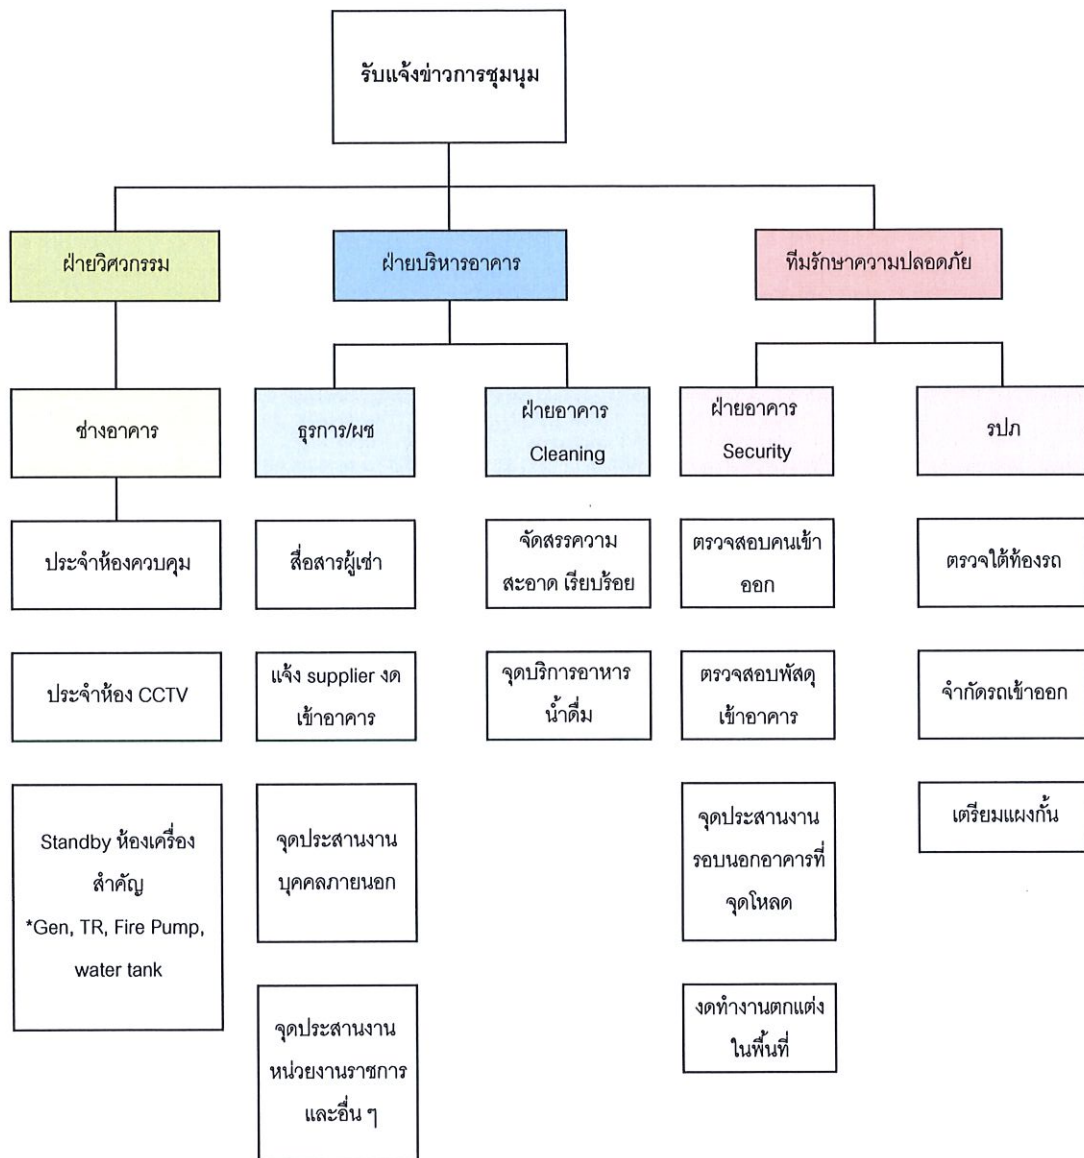 รับแจ้งข่าวการชุมนุม
ฝ่ายวิศวกรรม
ฝ่ายบริหารอาคาร
ทีมรักษาความปลอดภัย
ช่างอาคาร
ธุรการ/ผช
ฝ่ายอาคาร
Cleaning
ฝ่ายอาคาร
Security
รปภ
ประจำห้องควบคุม
สื่อสารผู้เช่า
จัดสรรความ
สะอาด เรียบร้อย
ตรวจสอบคนเข้า
ออก
ตรวจใต้ท้องรถ
ประจำห้อง CCTV
แจ้ง supplier งด
เข้าอาคาร
จุดบริการอาหาร
น้ำดื่ม
ตรวจสอบพัสดุ
เข้าอาคาร
จำกัดรถเข้าออก
Standby ห้องเครื่อง
สำคัญ
*Gen, TR, Fire Pump,
water tank
จุดประสานงาน
บุคคลภายนอก
จุดประสานงาน
รอบนอกอาคารที่
จุดโหลด
เตรียมแผงกั้น
จุดประสานงาน
หน่วยงานราชการ
และอื่น ๆ
งดทำงานตกแต่ง
ในพื้นที่